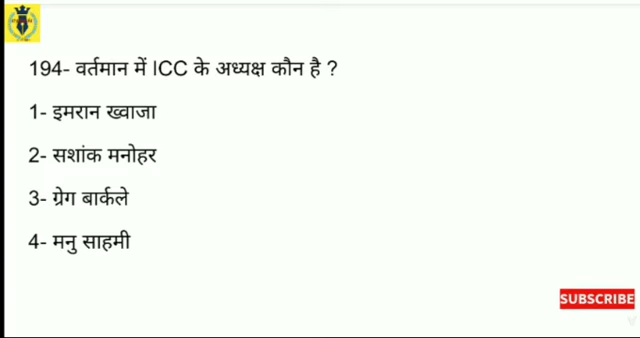 194- वर्तमान में ICC के अध्यक्ष कौन है ?
1- इमरान ख्वाजा
2- सशांक मनोहर
3- ग्रेग बार्कले
4- मनु साहमी
SUBSCRIBE